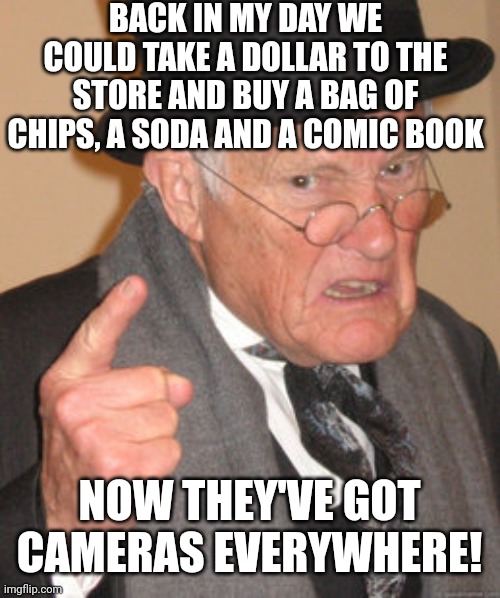 BACK IN MY DAY WE
COULD TAKE A DOLLAR TO THE
STORE AND BUY A BAG OF
CHIPS, A SODA AND A COMIC BOOK
NOW THEY'VE GOT
CAMERAS EVERYWHERE!
imgflip.com